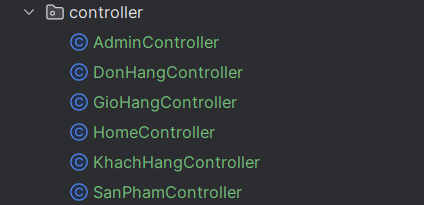 controller
AdminController
DonHangController
GioHangController
HomeController
KhachHangController
SanPhamController